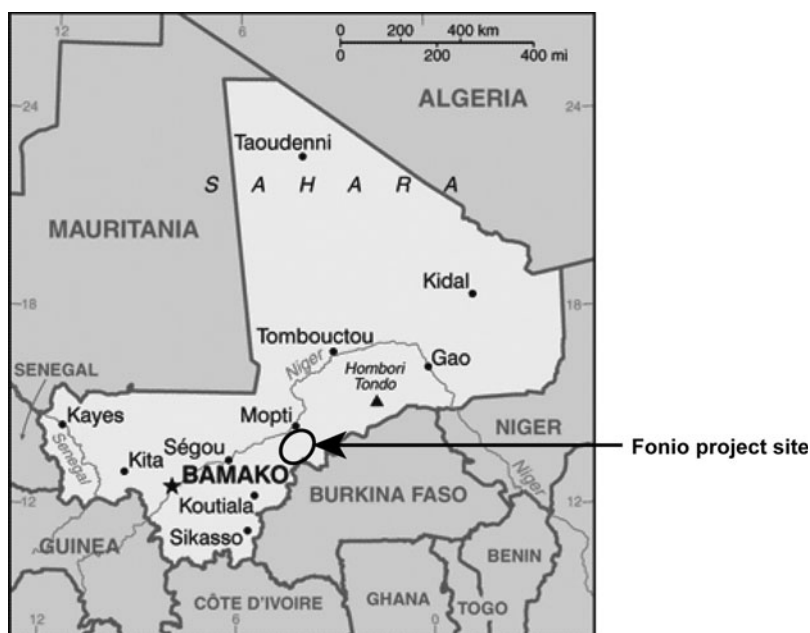 12
6
0
200
400 km
0
200
400 mi
24
24
ALGERIA
Taoudenni
S A H A R A
MAURITANIA
Kidal
18
18
Tombouctou
Niger
Gao
Hombori
Tondo
SENEGAL
Kayes
Mopti
NIGER
Senegal
Ségou
Kita
BAMAKO
Fonio project site
Niger
12
12
Koutiala
BURKINA FASO
Sikasso
GUINEA
BENIN
CÔTE D'IVOIRE
GHANA
TOGO
12
6
0